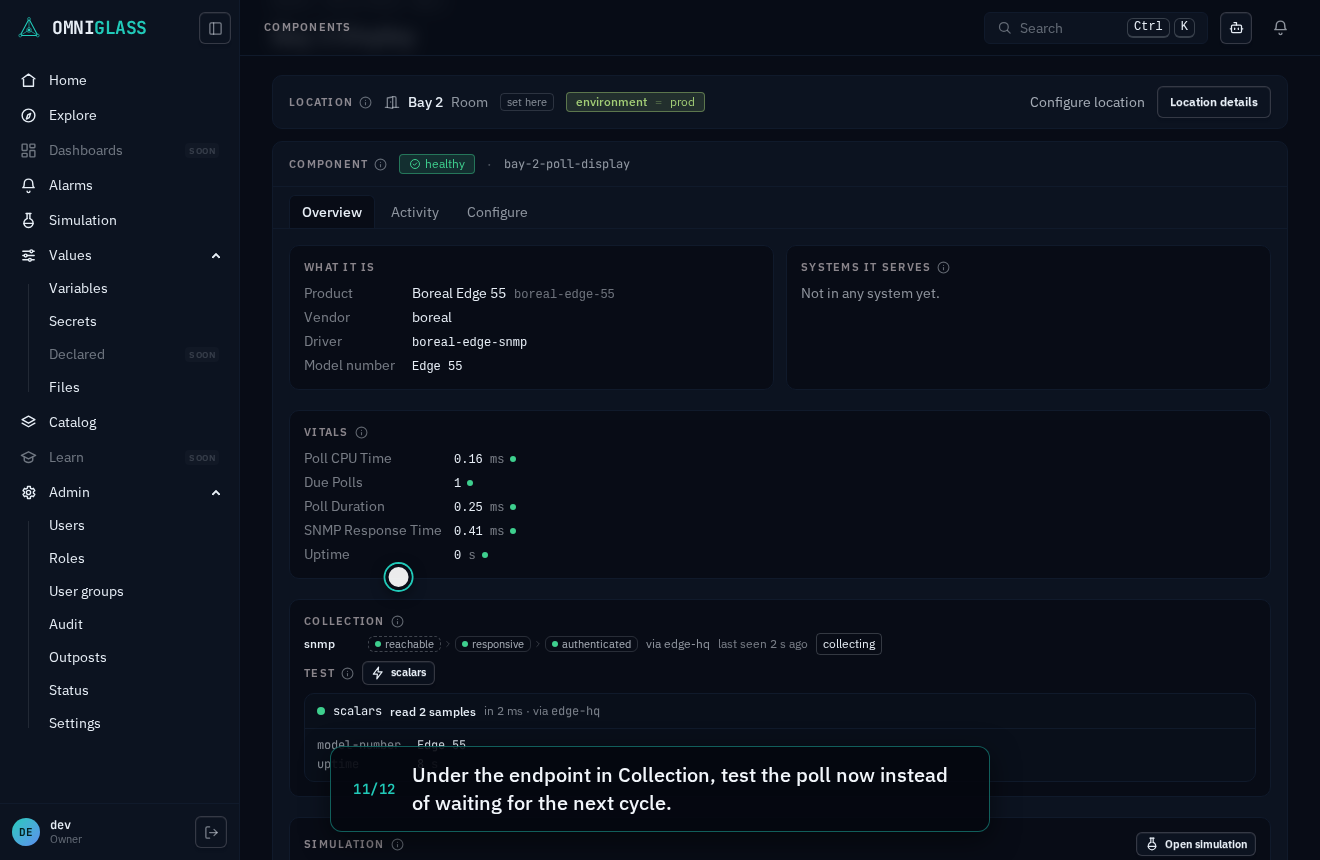 OMNIGLASS
COMPONENTS
Search
Ctrl K
Home
Explore
Dashboards SOON
Alarms
Simulation
Values
Variables
Secrets
Declared SOON
Files
Catalog
Learn SOON
Admin
Users
Roles
User groups
Audit
Outposts
Status
Settings
DE
dev
Owner
LOCATION Bay 2 Room set here environment = prod Configure location Location details
COMPONENT healthy · bay-2-poll-display
Overview Activity Configure
WHAT IT IS
Product Boreal Edge 55 boreal-edge-55
Vendor boreal
Driver boreal-edge-snmp
Model number Edge 55
SYSTEMS IT SERVES
Not in any system yet.
VITALS
Poll CPU Time 0.16 ms
Due Polls 1
Poll Duration 0.25 ms
SNMP Response Time 0.41 ms
Uptime 0 s
COLLECTION
snmp reachable › responsive › authenticated via edge-hq last seen 2 s ago collecting
TEST scalars
scalars read 2 samples in 2 ms · via edge-hq
model-number Edge 55
uptime
11/12 Under the endpoint in Collection, test the poll now instead
of waiting for the next cycle.
SIMULATION Open simulation